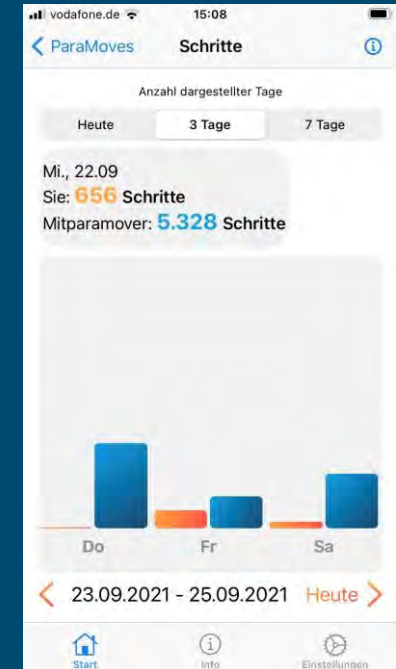 vodafone.de 15:08
ParaMoves Schritte
Anzahl dargestellter Tage
Heute 3 Tage 7 Tage
Mi., 22.09
Sie: 656 Schritte
Mitparamover: 5.328 Schritte
Do Fr Sa
23.09.2021 - 25.09.2021 Heute
Start Info Einstellungen